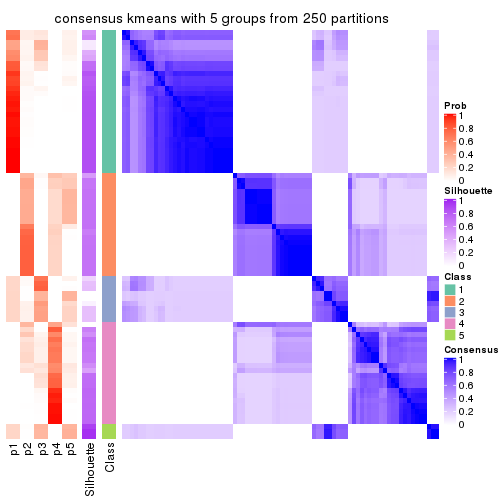 consensus kmeans with 5 groups from 250 partitions
Prob
1
0.8
0.6
0.4
0.2
0
Silhouette
1
0.8
0.6
0.4
0.2
0
Class
1
2
3
4
5
Consensus
1
0.8
0.6
0.4
0.2
0
p1
p2
p3
p4
p5
Silhouette
Class